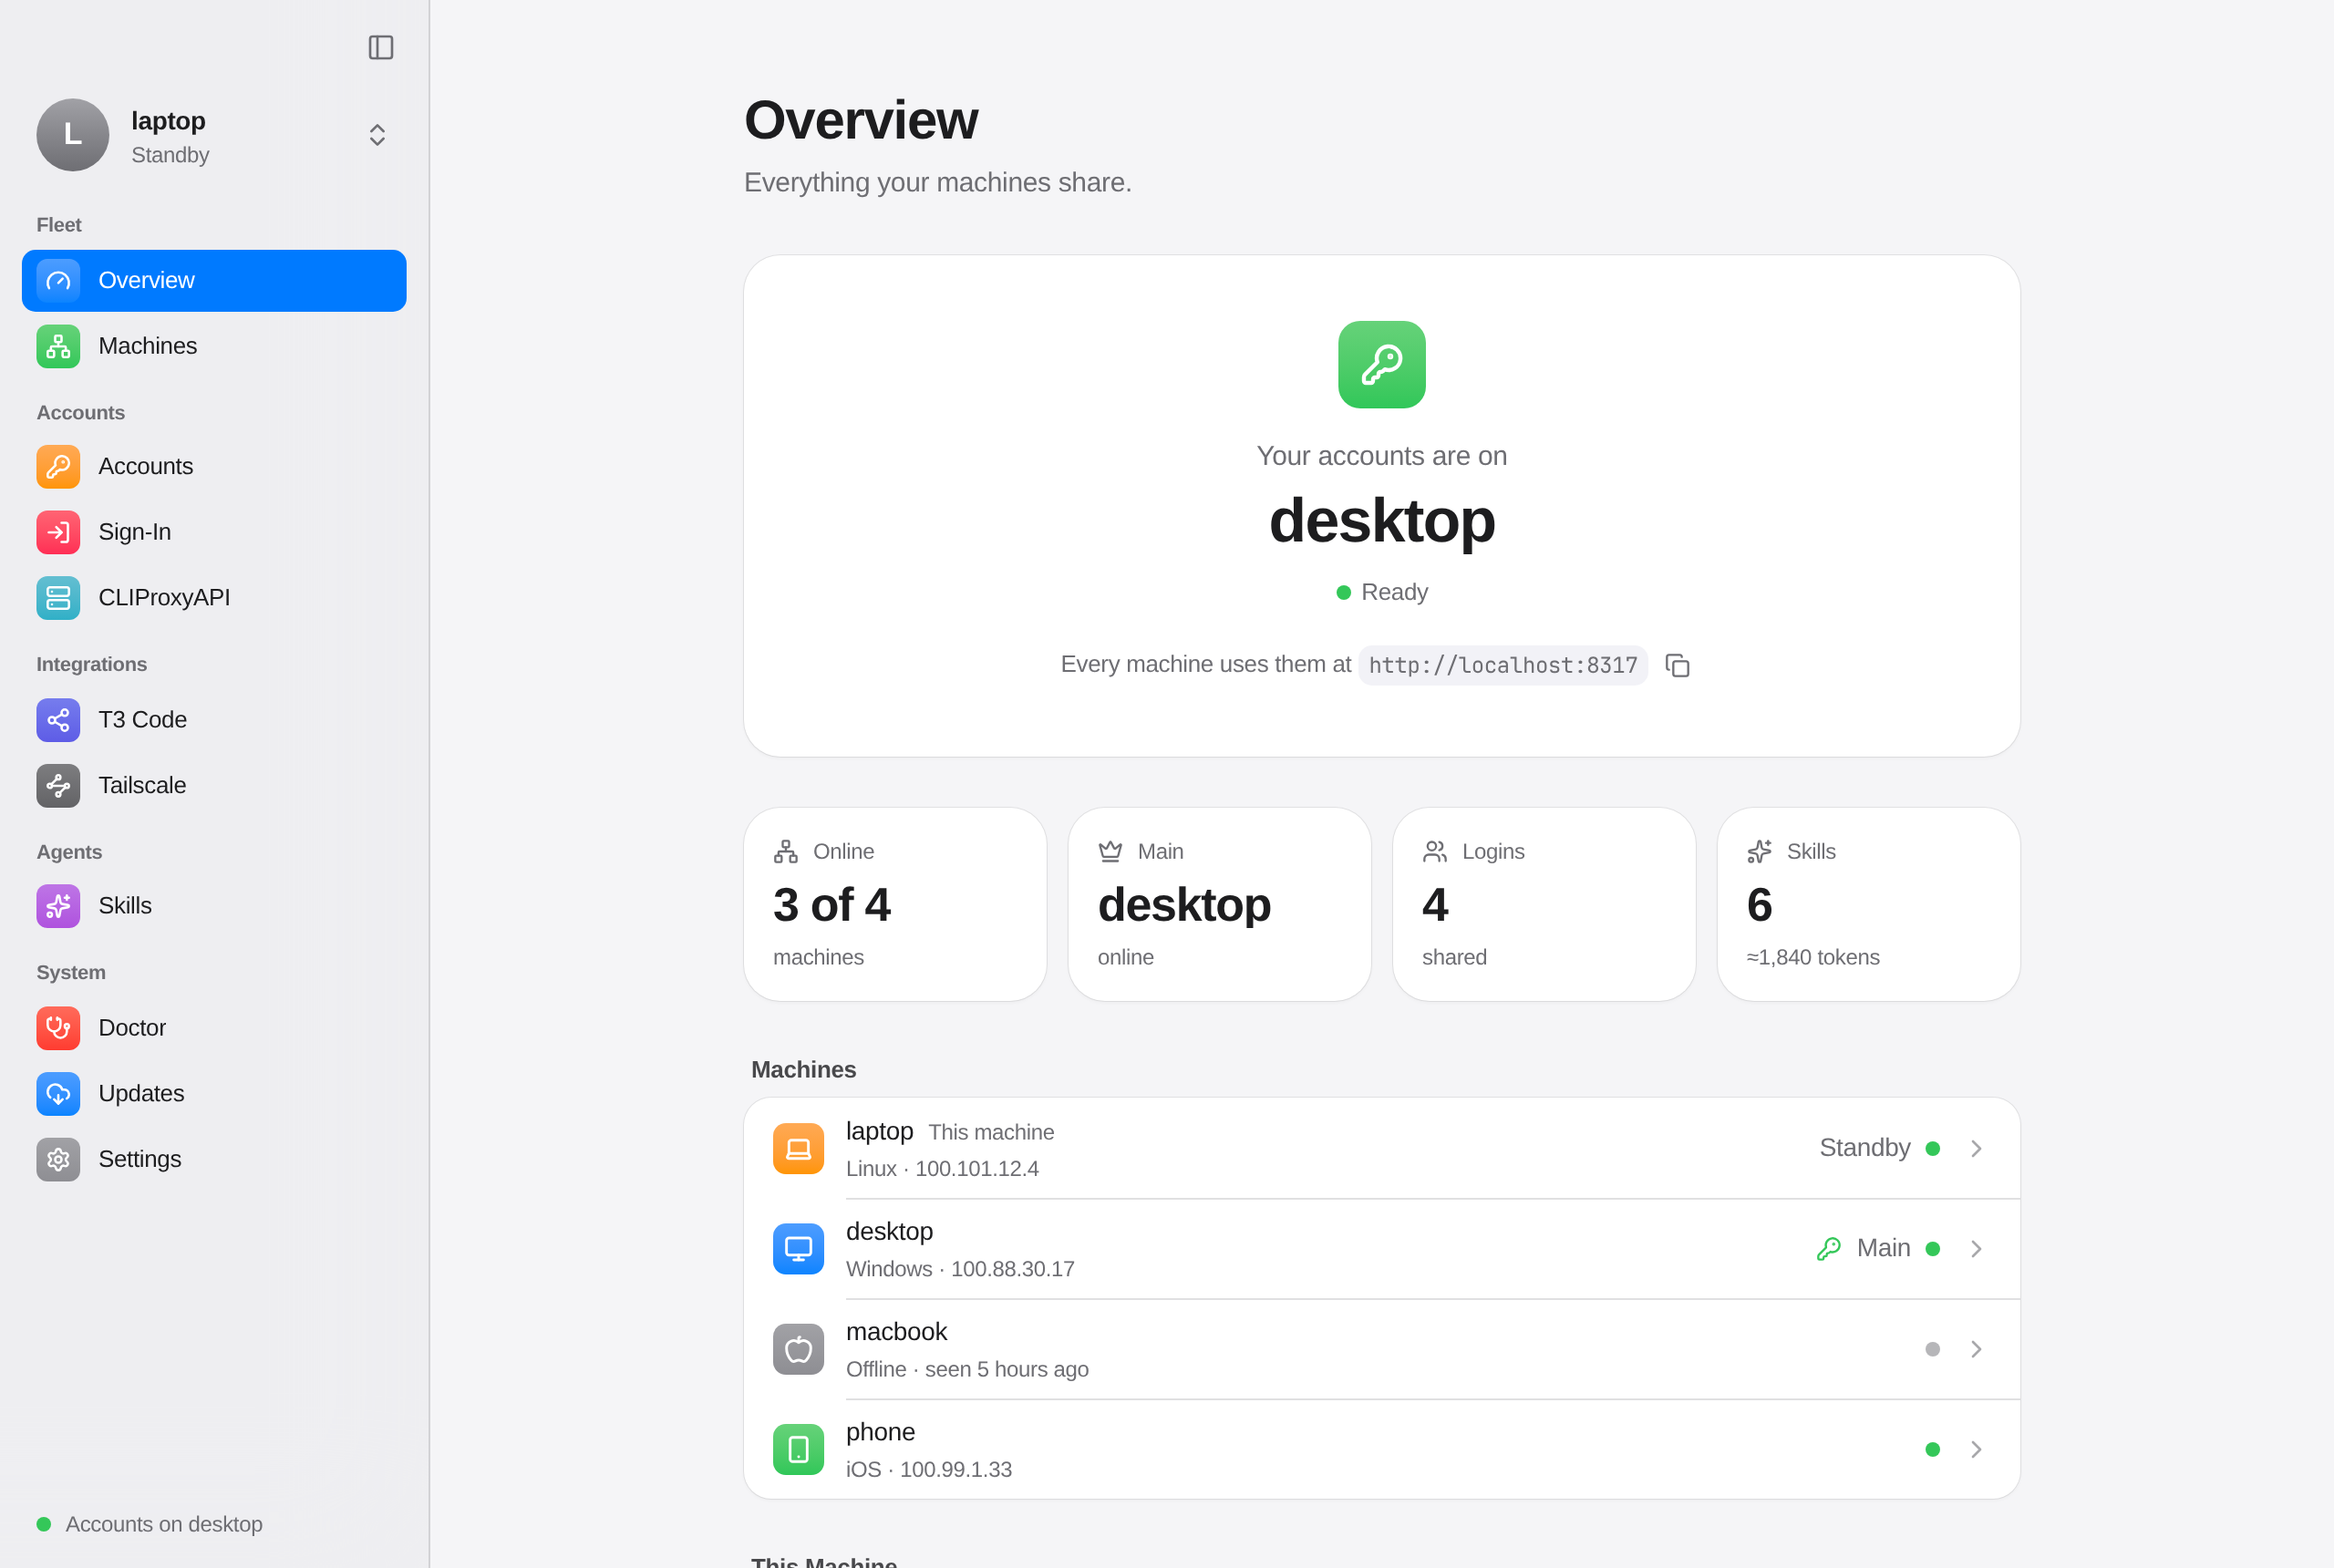 L
laptop
Standby
Fleet
Overview
Machines
Accounts
Accounts
Sign-In
CLIProxyAPI
Integrations
T3 Code
Tailscale
Agents
Skills
System
Doctor
Updates
Settings
Accounts on desktop
Overview
Everything your machines share.
Your accounts are on
desktop
Ready
Every machine uses them at http://localhost:8317
Online
3 of 4
machines
Main
desktop
online
Logins
4
shared
Skills
6
≈1,840 tokens
Machines
laptop This machine
Linux · 100.101.12.4
Standby
desktop
Windows · 100.88.30.17
Main
macbook
Offline · seen 5 hours ago
phone
iOS · 100.99.1.33
This Machine